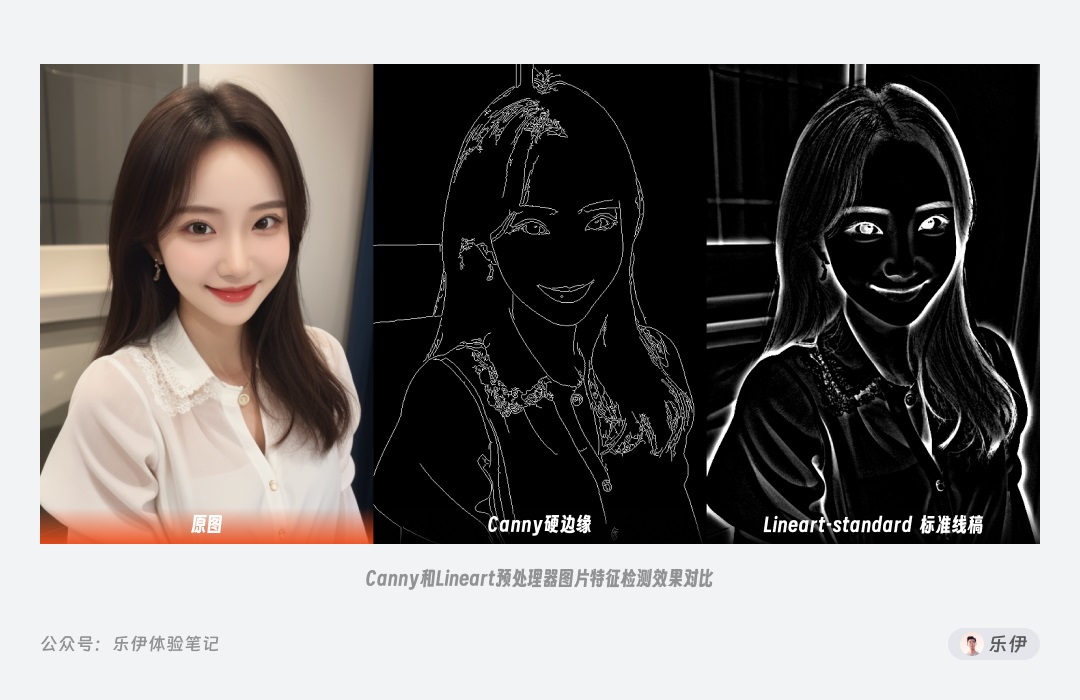 原图
Canny硬边缘
Lineart-standard 标准线稿
Canny和Lineart预处理器图片特征检测效果对比
公众号：乐伊体验笔记
乐伊